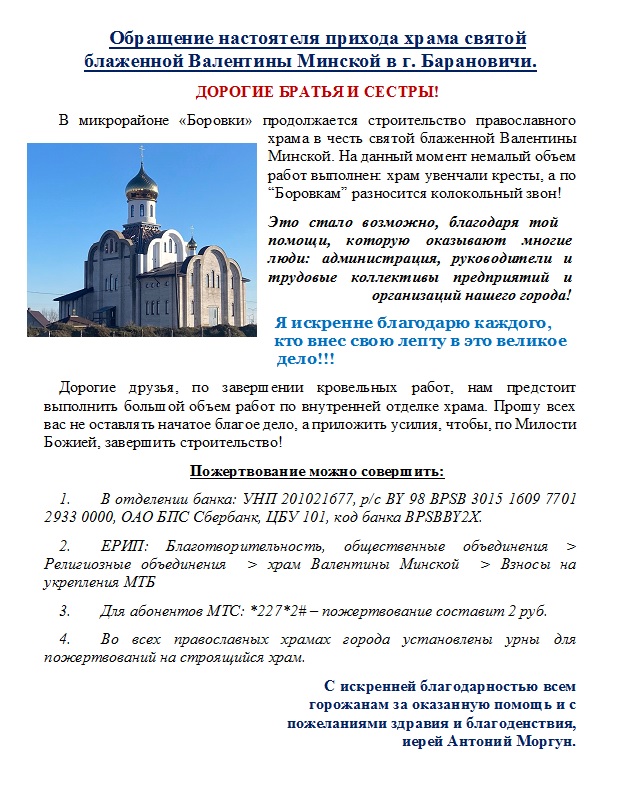 Обращение настоятеля прихода храма святой
блаженной Валентины Минской в г. Барановичи.
ДОРОГИЕ БРАТЬЯ И СЕСТРЫ!
В микрорайоне «Боровки» продолжается строительство православного
храма в честь святой блаженной Валентины
Минской. На данный момент немалый объем
работ выполнен: храм увенчали кресты, а по
“Боровкам” разносится колокольный звон!
Это стало возможно, благодаря той
помощи, которую оказывают многие
люди: администрация, руководители и
трудовые коллективы предприятий и
организаций нашего города!
Я искренне благодарю каждого,
кто внес свою лепту в это великое
дело!!!
Дорогие друзья, по завершении кровельных работ, нам предстоит
выполнить большой объем работ по внутренней отделке храма. Прошу всех
вас не оставлять начатое благое дело, а приложить усилия, чтобы, по Милости
Божией, завершить строительство!
Пожертвование можно совершить:
1. В отделении банка: УНП 201021677, р/с BY 98 BPSB 3015 1609 7701
2933 0000, ОАО БПС Сбербанк, ЦБУ 101, код банка BPSBBY2X.
2. ЕРИП: Благотворительность, общественные объединения >
Религиозные объединения > храм Валентины Минской > Взносы на
укрепления МТБ
3. Для абонентов МТС: *227*2# – пожертвование составит 2 руб.
4. Во всех православных храмах города установлены урны для
пожертвований на строящийся храм.
С искренней благодарностью всем
горожанам за оказанную помощь и с
пожеланиями здравия и благоденствия,
иерей Антоний Моргун.